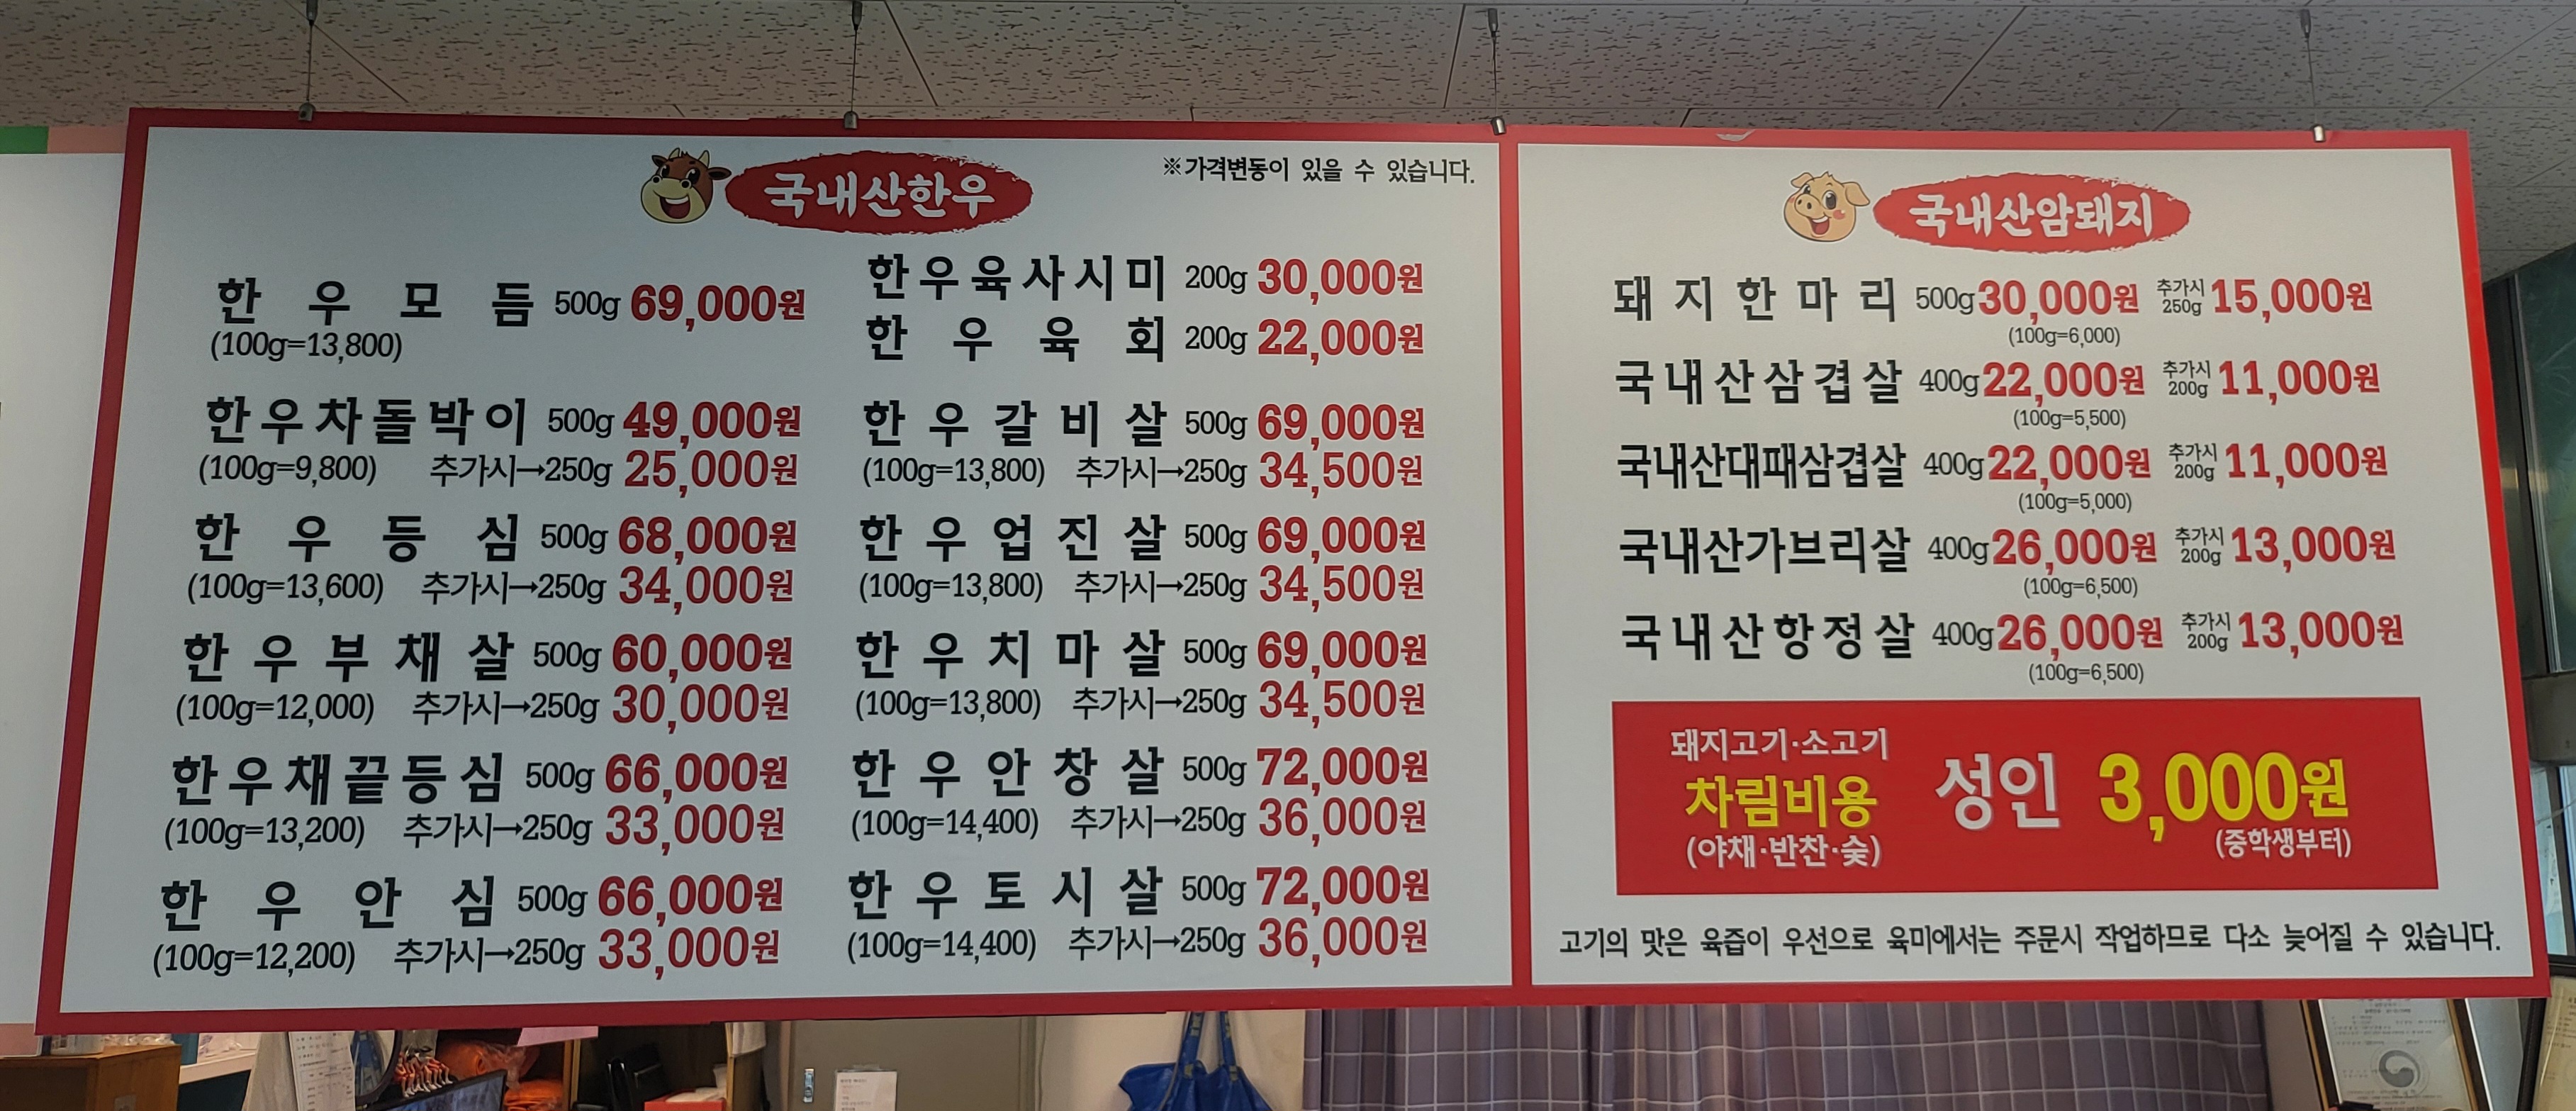 국내산한우
※가격변동이 있을 수 있습니다.
한우모듬 500g 69,000원
(100g=13,800)
한우차돌박이 500g 49,000원
(100g=9,800) 추가시→250g 25,000원
한우등심 500g 68,000원
(100g=13,600) 추가시→250g 34,000원
한우부채살 500g 60,000원
(100g=12,000) 추가시→250g 30,000원
한우채끝등심 500g 66,000원
(100g=13,200) 추가시→250g 33,000원
한우안심 500g 66,000원
(100g=12,200) 추가시→250g 33,000원
한우육사시미 200g 30,000원
한우육회 200g 22,000원
한우갈비살 500g 69,000원
(100g=13,800) 추가시→250g 34,500원
한우업진살 500g 69,000원
(100g=13,800) 추가시→250g 34,500원
한우치마살 500g 69,000원
(100g=13,800) 추가시→250g 34,500원
한우안창살 500g 72,000원
(100g=14,400) 추가시→250g 36,000원
한우토시살 500g 72,000원
(100g=14,400) 추가시→250g 36,000원
국내산암돼지
돼지한마리 500g 30,000원 추가시 250g 15,000원
(100g=6,000)
국내산삼겹살 400g 22,000원 추가시 200g 11,000원
(100g=5,500)
국내산대패삼겹살 400g 22,000원 추가시 200g 11,000원
(100g=5,000)
국내산가브리살 400g 26,000원 추가시 200g 13,000원
(100g=6,500)
국내산항정살 400g 26,000원 추가시 200g 13,000원
(100g=6,500)
돼지고기·소고기
차림비용 성인 3,000원
(야채·반찬·숯) (중학생부터)
고기의 맛은 육즙이 우선으로 육미에서는 주문시 작업하므로 다소 늦어질 수 있습니다.